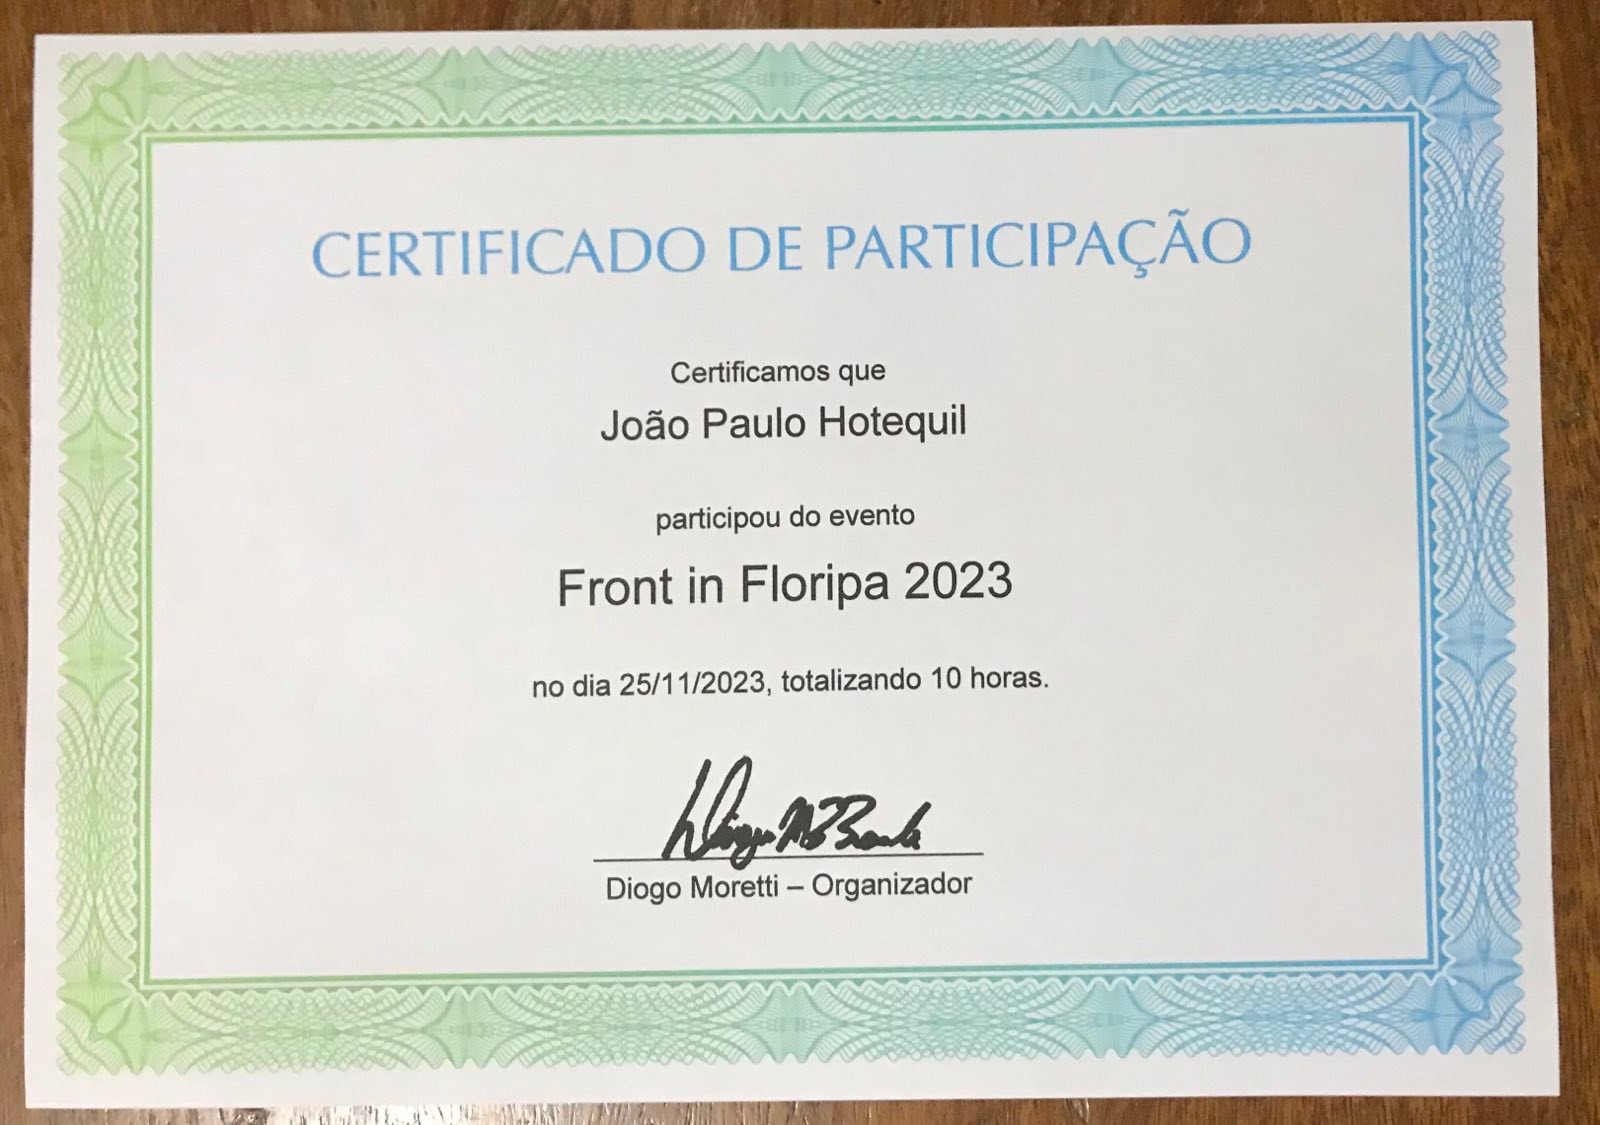 CERTIFICADO DE PARTICIPAÇÃO
Certificamos que
João Paulo Hotequil
participou do evento
Front in Floripa 2023
no dia 25/11/2023, totalizando 10 horas.
Diogo Moretti – Organizador